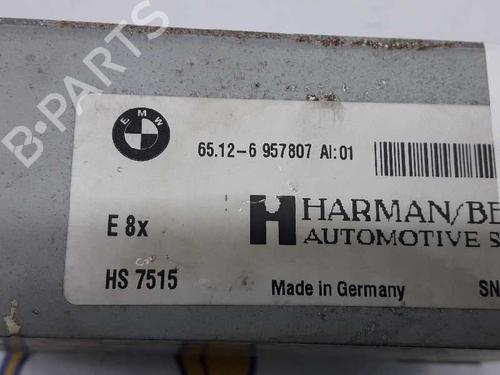 B-PARTS
BMW
65.12-6 957807 AI:01
E 8x
HARMAN/BE
AUTOMOTIVE S
HS 7515
Made in Germany
SN